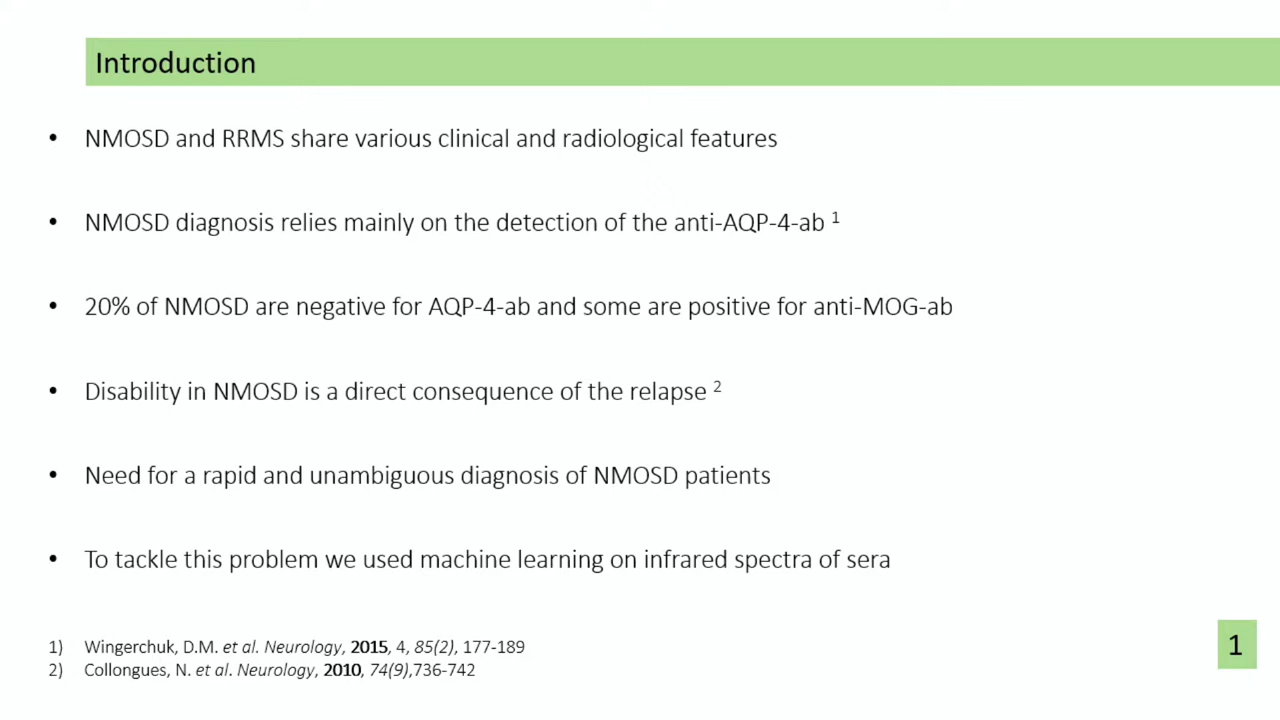 Introduction
• NMOSD and RRMS share various clinical and radiological features
• NMOSD diagnosis relies mainly on the detection of the anti-AQP-4-ab ¹
• 20% of NMOSD are negative for AQP-4-ab and some are positive for anti-MOG-ab
• Disability in NMOSD is a direct consequence of the relapse ²
• Need for a rapid and unambiguous diagnosis of NMOSD patients
• To tackle this problem we used machine learning on infrared spectra of sera
1) Wingerchuk, D.M. et al. Neurology, 2015, 4, 85(2), 177-189
2) Collongues, N. et al. Neurology, 2010, 74(9),736-742
1